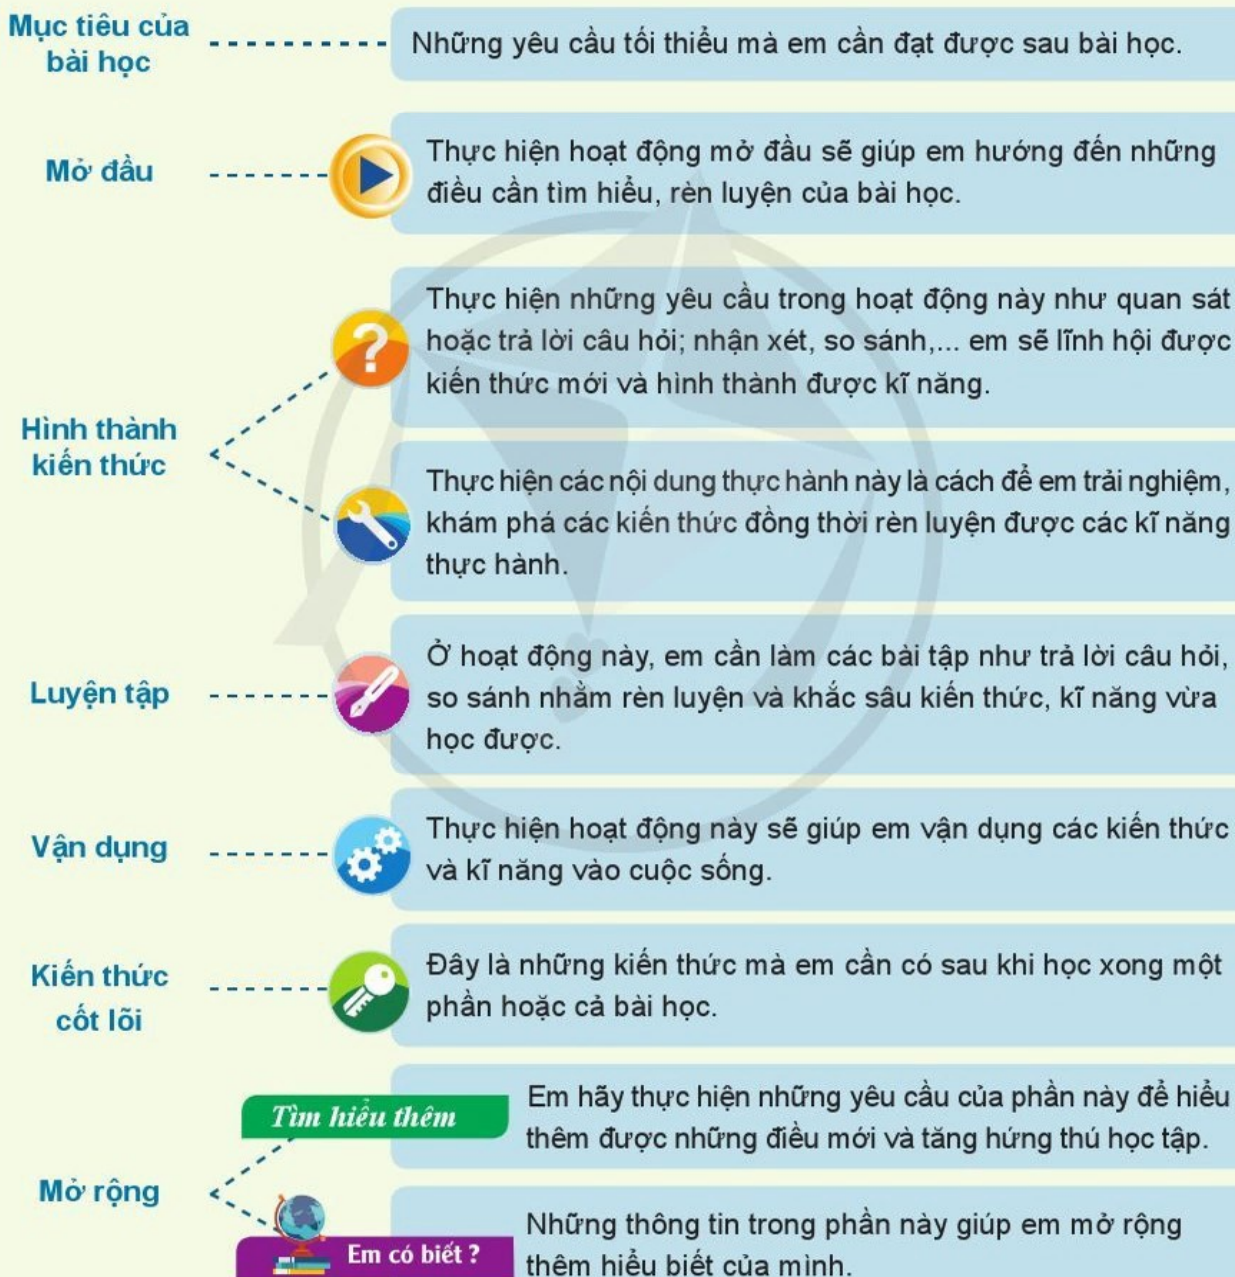 Mục tiêu của
bài học
Những yêu cầu tối thiểu mà em cần đạt được sau bài học.
Mở đầu
Thực hiện hoạt động mở đầu sẽ giúp em hướng đến những
điều cần tìm hiểu, rèn luyện của bài học.
Hình thành
kiến thức
Thực hiện những yêu cầu trong hoạt động này như quan sát
hoặc trả lời câu hỏi; nhận xét, so sánh,... em sẽ lĩnh hội được
kiến thức mới và hình thành được kĩ năng.
Thực hiện các nội dung thực hành này là cách để em trải nghiệm,
khám phá các kiến thức đồng thời rèn luyện được các kĩ năng
thực hành.
Luyện tập
Ở hoạt động này, em cần làm các bài tập như trả lời câu hỏi,
so sánh nhằm rèn luyện và khắc sâu kiến thức, kĩ năng vừa
học được.
Vận dụng
Thực hiện hoạt động này sẽ giúp em vận dụng các kiến thức
và kĩ năng vào cuộc sống.
Kiến thức
cốt lõi
Đây là những kiến thức mà em cần có sau khi học xong một
phần hoặc cả bài học.
Mở rộng
Tìm hiểu thêm
Em hãy thực hiện những yêu cầu của phần này để hiểu
thêm được những điều mới và tăng hứng thú học tập.
Em có biết ?
Những thông tin trong phần này giúp em mở rộng
thêm hiểu biết của mình.